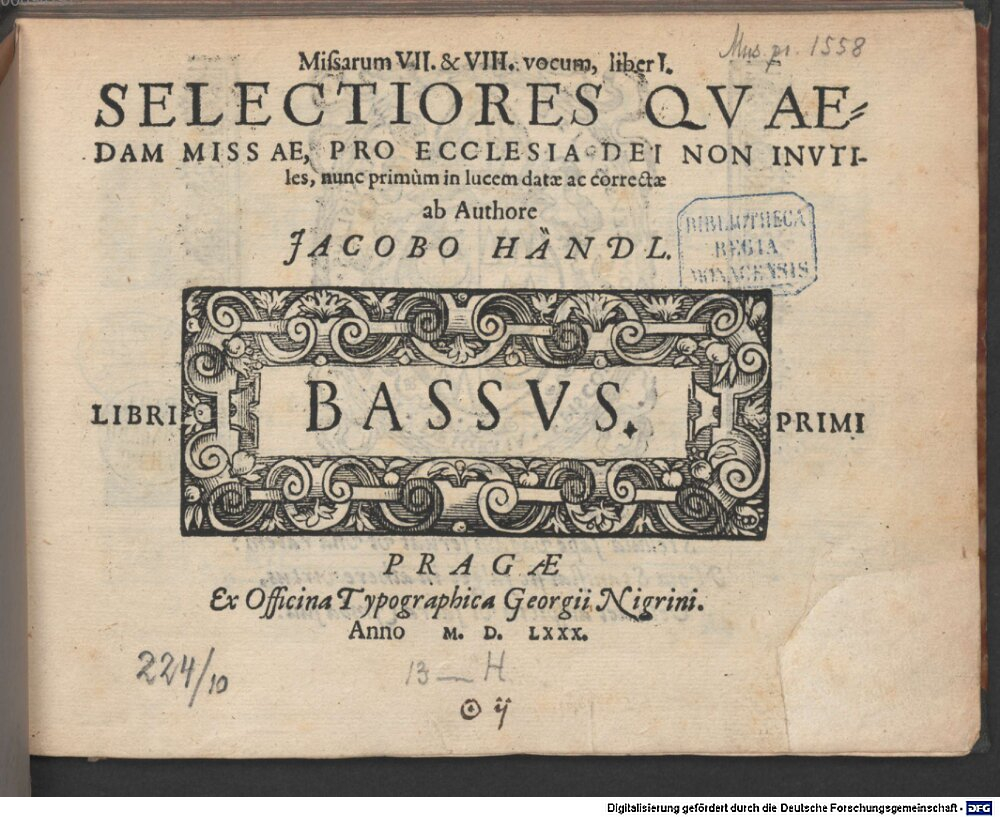 Mus. pr. 1558
Miſsarum VII. & VIII. vocum, liber I.
SELECTIORES QVAE-
DAM MISSAE, PRO ECCLESIA DEI NON INVTI-
les, nunc primùm in lucem datæ ac correctæ
ab Authore
JACOBO HÄNDL.
BIBLIOTHECA
REGIA
MONACENSIS
LIBRI
BASSVS.
PRIMI
PRAGÆ
Ex Officina Typographica Georgii Nigrini.
Anno M. D. LXXX.
224/10
13 — H
ij
Digitalisierung gefördert durch die Deutsche Forschungsgemeinschaft - DFG